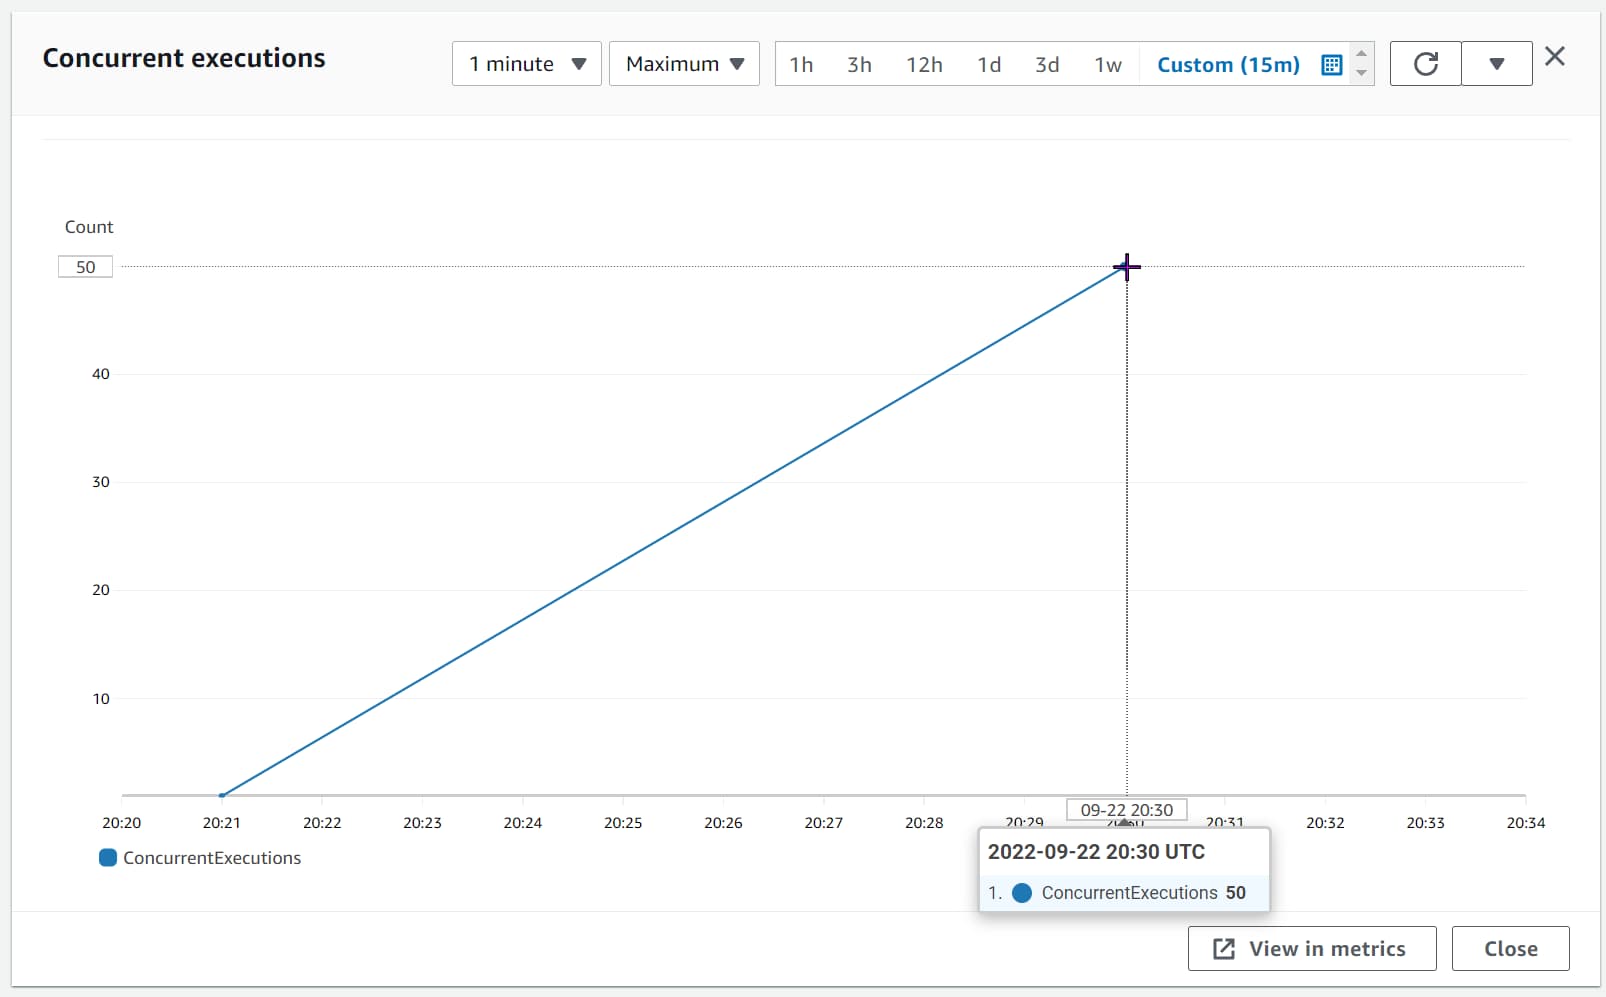 Concurrent executions
1 minute
Maximum
1h 3h 12h 1d 3d 1w Custom (15m)
Count
50
40
30
20
10
09-22 20:30
20:20 20:21 20:22 20:23 20:24 20:25 20:26 20:27 20:28 20:29 20:30 20:31 20:32 20:33 20:34
ConcurrentExecutions
2022-09-22 20:30 UTC
1. ConcurrentExecutions 50
View in metrics
Close